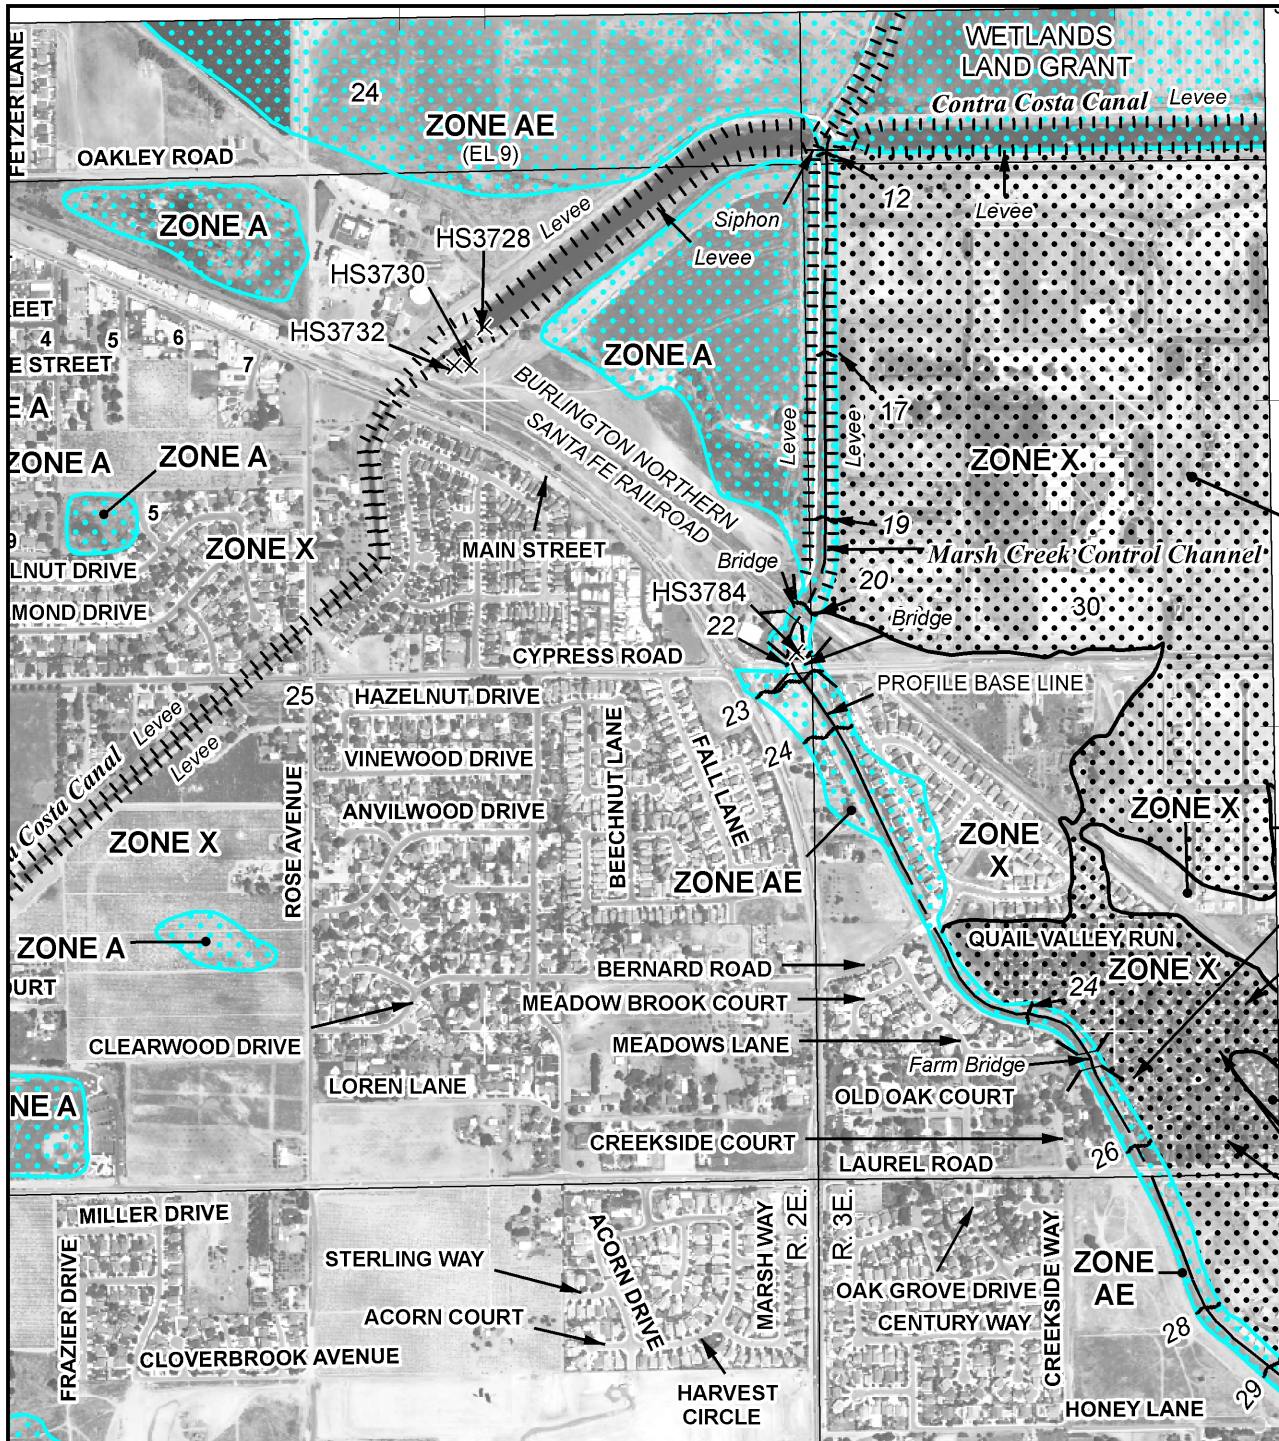 WETLANDS
LAND GRANT
FETZER LANE
24
Contra Costa Canal
Levee
ZONE AE
(EL 9)
OAKLEY ROAD
12
ZONE A
Siphon
Levee
Levee
HS3728
Levee
HS3730
HS3732
4
5
6
7
E STREET
ZONE A
BURLINGTON NORTHERN
SANTA FE RAILROAD
17
Levee
Levee
E A
ZONE A
ZONE A
ZONE X
5
19
ZONE X
MAIN STREET
Bridge
Marsh Creek Control Channel
LNUT DRIVE
20
HS3784
MOND DRIVE
30'
22
Bridge
CYPRESS ROAD
PROFILE BASE LINE
25
HAZELNUT DRIVE
23
Levee
Levee
Costa Canal
VINEWOOD DRIVE
24
BEECHNUT LANE
FALL LANE
ROSE AVENUE
ANVILWOOD DRIVE
ZONE X
ZONE X
ZONE
X
ZONE AE
ZONE A
QUAIL VALLEY RUN
ZONE X
BERNARD ROAD
24
MEADOW BROOK COURT
CLEARWOOD DRIVE
MEADOWS LANE
Farm Bridge
LOREN LANE
OLD OAK COURT
NE A
CREEKSIDE COURT
26
LAUREL ROAD
MILLER DRIVE
R. 2E.
R. 3E.
MARSH WAY
ACORN DRIVE
CREEKSIDE WAY
STERLING WAY
ZONE
AE
OAK GROVE DRIVE
FRAZIER DRIVE
ACORN COURT
CENTURY WAY
28
CLOVERBROOK AVENUE
HARVEST
CIRCLE
HONEY LANE
29